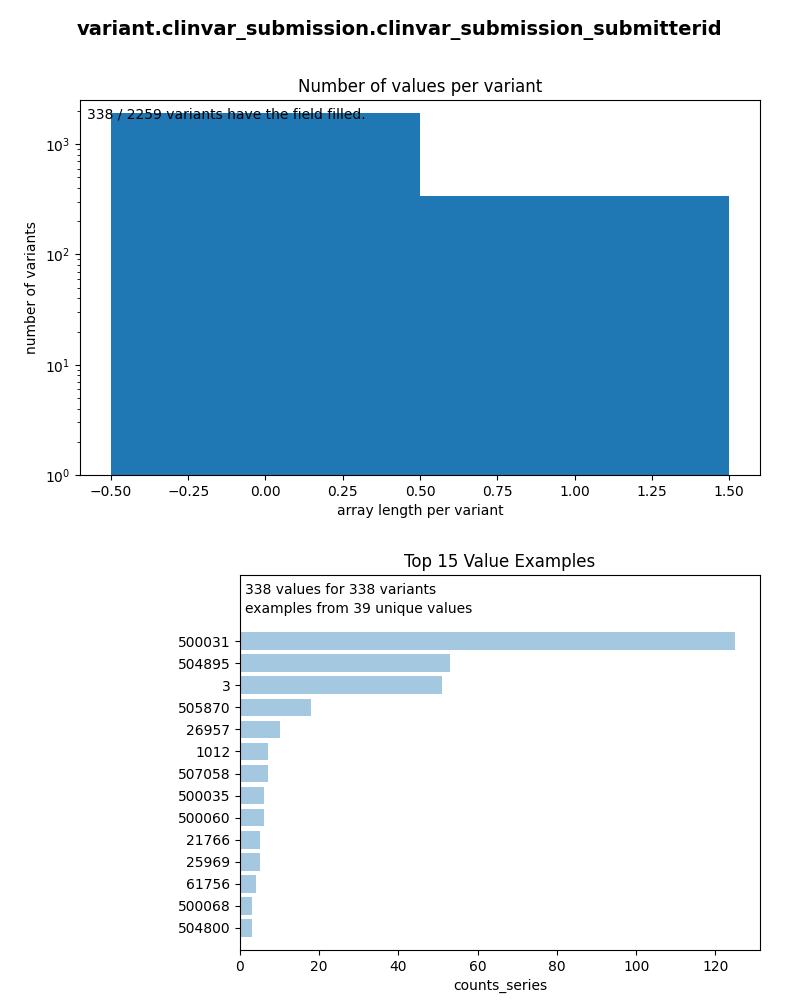 variant.clinvar_submission.clinvar_submission_submitterid
Number of values per variant
338 / 2259 variants have the field filled.
10³
10²
10¹
10⁰
number of variants
−0.50 −0.25 0.00 0.25 0.50 0.75 1.00 1.25 1.50
array length per variant
Top 15 Value Examples
338 values for 338 variants
examples from 39 unique values
500031
504895
3
505870
26957
1012
507058
500035
500060
21766
25969
61756
500068
504800
0 20 40 60 80 100 120
counts_series